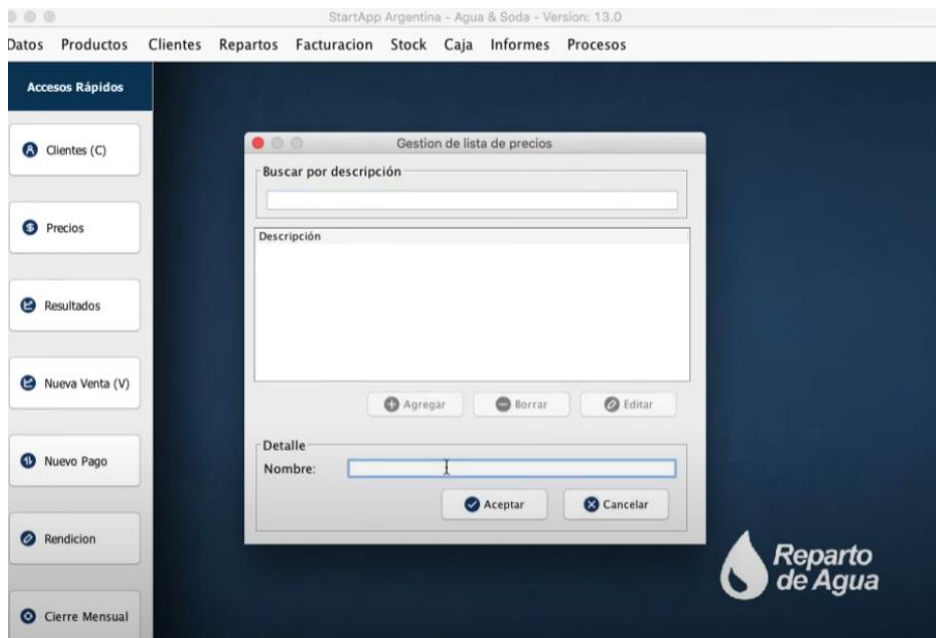 StartApp Argentina - Agua & Soda - Version: 13.0
Datos Productos Clientes Repartos Facturacion Stock Caja Informes Procesos
Accesos Rápidos
Clientes (C)
Precios
Resultados
Nueva Venta (V)
Nuevo Pago
Rendicion
Cierre Mensual
Gestion de lista de precios
Buscar por descripción
Descripción
Agregar Borrar Editar
Detalle
Nombre:
Aceptar Cancelar
Reparto
de Agua